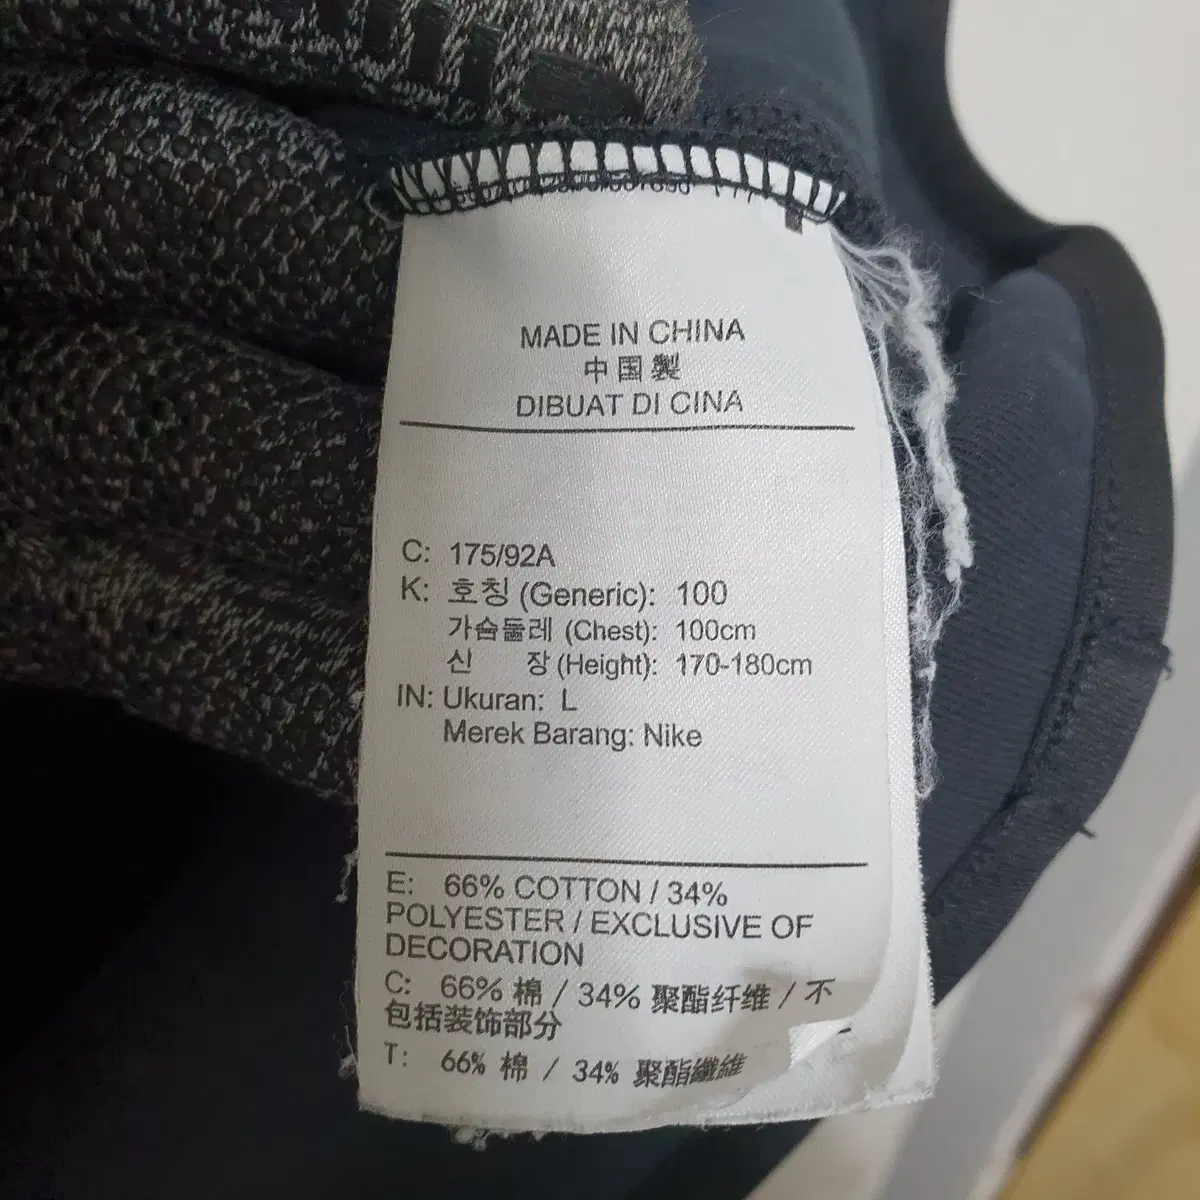 MADE IN CHINA
中国製
DIBUAT DI CINA
C: 175/92A
K: 호칭 (Generic): 100
가슴둘레 (Chest): 100cm
신 장 (Height): 170-180cm
IN: Ukuran: L
Merek Barang: Nike
E: 66% COTTON / 34%
POLYESTER / EXCLUSIVE OF
DECORATION
C: 66% 棉 / 34% 聚酯纤维 / 不
包括装饰部分
T: 66% 棉 / 34% 聚酯纖維